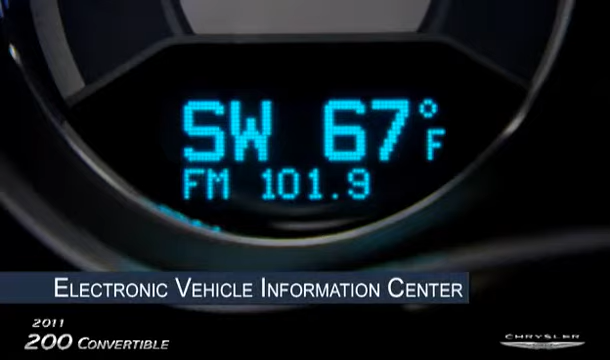 SW 67°F
FM 101.9
ELECTRONIC VEHICLE INFORMATION CENTER
2011
200 CONVERTIBLE
CHRYSLER